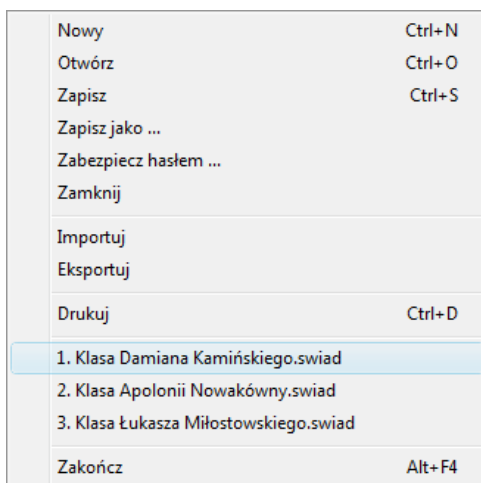 Nowy Ctrl+N
Otwórz Ctrl+O
Zapisz Ctrl+S
Zapisz jako ...
Zabezpiecz hasłem ...
Zamknij
Importuj
Eksportuj
Drukuj Ctrl+D
1. Klasa Damiana Kamińskiego.swiad
2. Klasa Apolonii Nowakówny.swiad
3. Klasa Łukasza Miłostowskiego.swiad
Zakończ Alt+F4